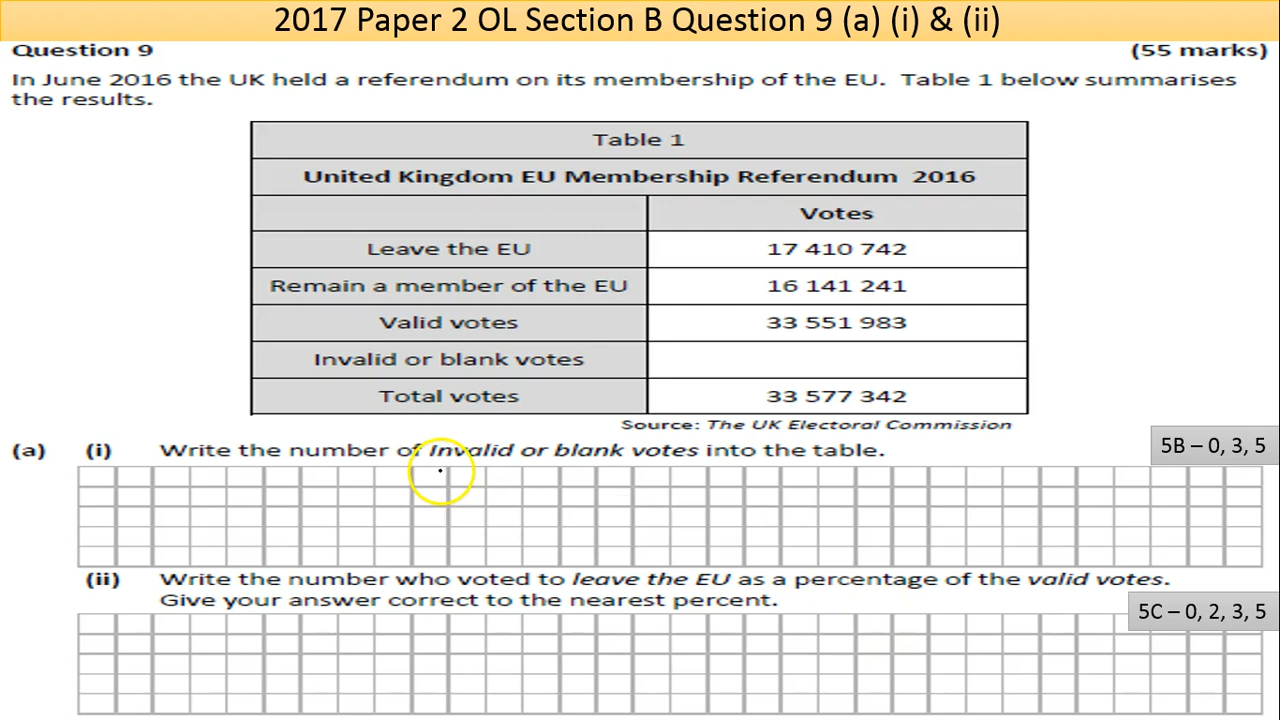 2017 Paper 2 OL Section B Question 9 (a) (i) & (ii)
Question 9 (55 marks)
In June 2016 the UK held a referendum on its membership of the EU. Table 1 below summarises
the results.
Table 1
United Kingdom EU Membership Referendum 2016
Votes
Leave the EU 17 410 742
Remain a member of the EU 16 141 241
Valid votes 33 551 983
Invalid or blank votes
Total votes 33 577 342
Source: The UK Electoral Commission
(a) (i) Write the number of Invalid or blank votes into the table.
5B – 0, 3, 5
(ii) Write the number who voted to leave the EU as a percentage of the valid votes.
Give your answer correct to the nearest percent.
5C – 0, 2, 3, 5